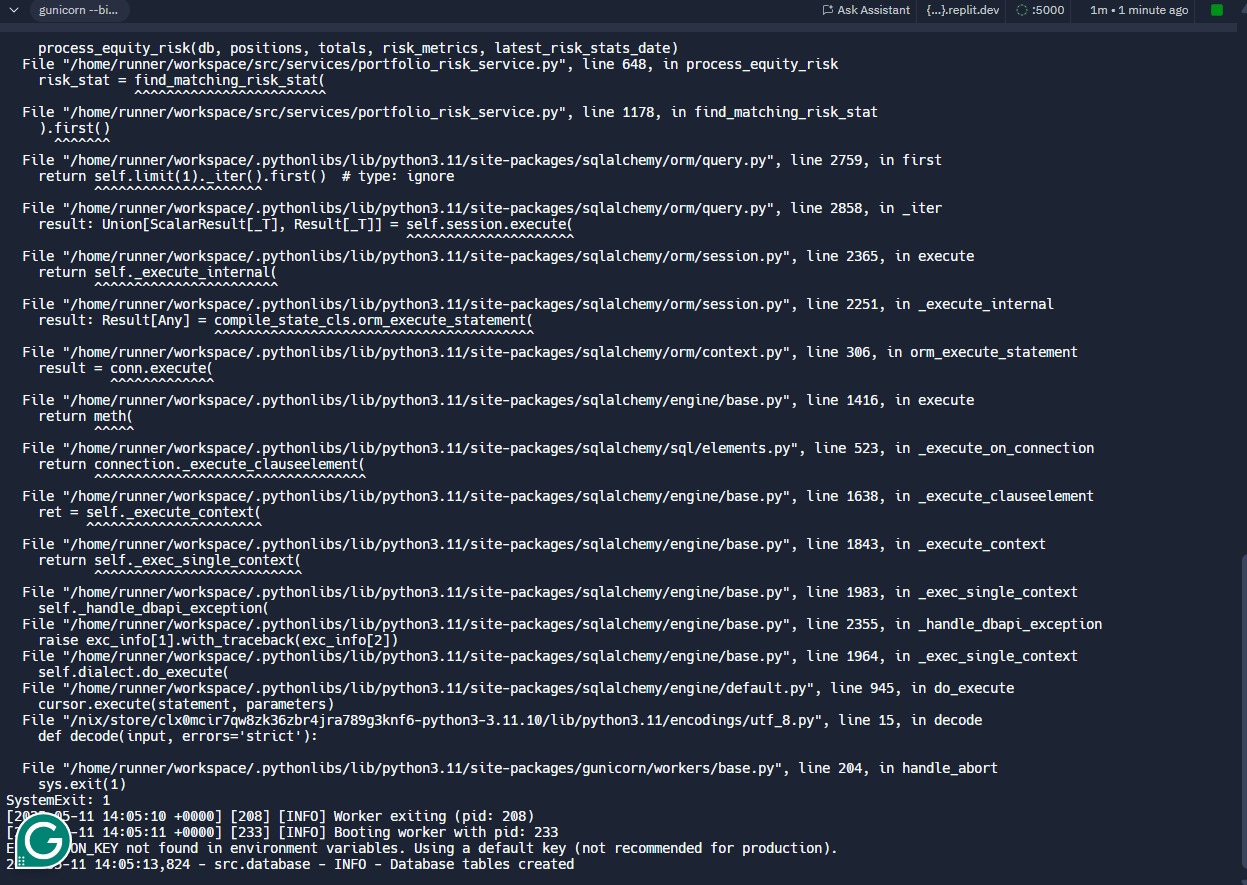 gunicorn --bi...
Ask Assistant
{...}.replit.dev
:5000
1m • 1 minute ago
process_equity_risk(db, positions, totals, risk_metrics, latest_risk_stats_date)
File "/home/runner/workspace/src/services/portfolio_risk_service.py", line 648, in process_equity_risk
risk_stat = find_matching_risk_stat(
^^^^^^^^^^^^^^^^^^^^^^^^
File "/home/runner/workspace/src/services/portfolio_risk_service.py", line 1178, in find_matching_risk_stat
).first()
^^^^^^^
File "/home/runner/workspace/.pythonlibs/lib/python3.11/site-packages/sqlalchemy/orm/query.py", line 2759, in first
return self.limit(1)._iter().first()  # type: ignore
^^^^^^^^^^^^^^^^^^^^^
File "/home/runner/workspace/.pythonlibs/lib/python3.11/site-packages/sqlalchemy/orm/query.py", line 2858, in _iter
result: Union[ScalarResult[_T], Result[_T]] = self.session.execute(
^^^^^^^^^^^^^^^^^^^^^
File "/home/runner/workspace/.pythonlibs/lib/python3.11/site-packages/sqlalchemy/orm/session.py", line 2365, in execute
return self._execute_internal(
^^^^^^^^^^^^^^^^^^^^^^^
File "/home/runner/workspace/.pythonlibs/lib/python3.11/site-packages/sqlalchemy/orm/session.py", line 2251, in _execute_internal
result: Result[Any] = compile_state_cls.orm_execute_statement(
^^^^^^^^^^^^^^^^^^^^^^^^^^^^^^^^^^^^^^^^
File "/home/runner/workspace/.pythonlibs/lib/python3.11/site-packages/sqlalchemy/orm/context.py", line 306, in orm_execute_statement
result = conn.execute(
^^^^^^^^^^^^^
File "/home/runner/workspace/.pythonlibs/lib/python3.11/site-packages/sqlalchemy/engine/base.py", line 1416, in execute
return meth(
^^^^^
File "/home/runner/workspace/.pythonlibs/lib/python3.11/site-packages/sqlalchemy/sql/elements.py", line 523, in _execute_on_connection
return connection._execute_clauseelement(
^^^^^^^^^^^^^^^^^^^^^^^^^^^^^^^^^^
File "/home/runner/workspace/.pythonlibs/lib/python3.11/site-packages/sqlalchemy/engine/base.py", line 1638, in _execute_clauseelement
ret = self._execute_context(
^^^^^^^^^^^^^^^^^^^^^^
File "/home/runner/workspace/.pythonlibs/lib/python3.11/site-packages/sqlalchemy/engine/base.py", line 1843, in _execute_context
return self._exec_single_context(
^^^^^^^^^^^^^^^^^^^^^^^^^^
File "/home/runner/workspace/.pythonlibs/lib/python3.11/site-packages/sqlalchemy/engine/base.py", line 1983, in _exec_single_context
self._handle_dbapi_exception(
File "/home/runner/workspace/.pythonlibs/lib/python3.11/site-packages/sqlalchemy/engine/base.py", line 2355, in _handle_dbapi_exception
raise exc_info[1].with_traceback(exc_info[2])
File "/home/runner/workspace/.pythonlibs/lib/python3.11/site-packages/sqlalchemy/engine/base.py", line 1964, in _exec_single_context
self.dialect.do_execute(
File "/home/runner/workspace/.pythonlibs/lib/python3.11/site-packages/sqlalchemy/engine/default.py", line 945, in do_execute
cursor.execute(statement, parameters)
File "/nix/store/clx0mcir7qw8zk36zbr4jra789g3knf6-python3-3.11.10/lib/python3.11/encodings/utf_8.py", line 15, in decode
def decode(input, errors='strict'):
File "/home/runner/workspace/.pythonlibs/lib/python3.11/site-packages/gunicorn/workers/base.py", line 204, in handle_abort
sys.exit(1)
SystemExit: 1
05-11 14:05:10 +0000] [208] [INFO] Worker exiting (pid: 208)
-11 14:05:11 +0000] [233] [INFO] Booting worker with pid: 233
ON_KEY not found in environment variables. Using a default key (not recommended for production).
-11 14:05:13,824 - src.database - INFO - Database tables created